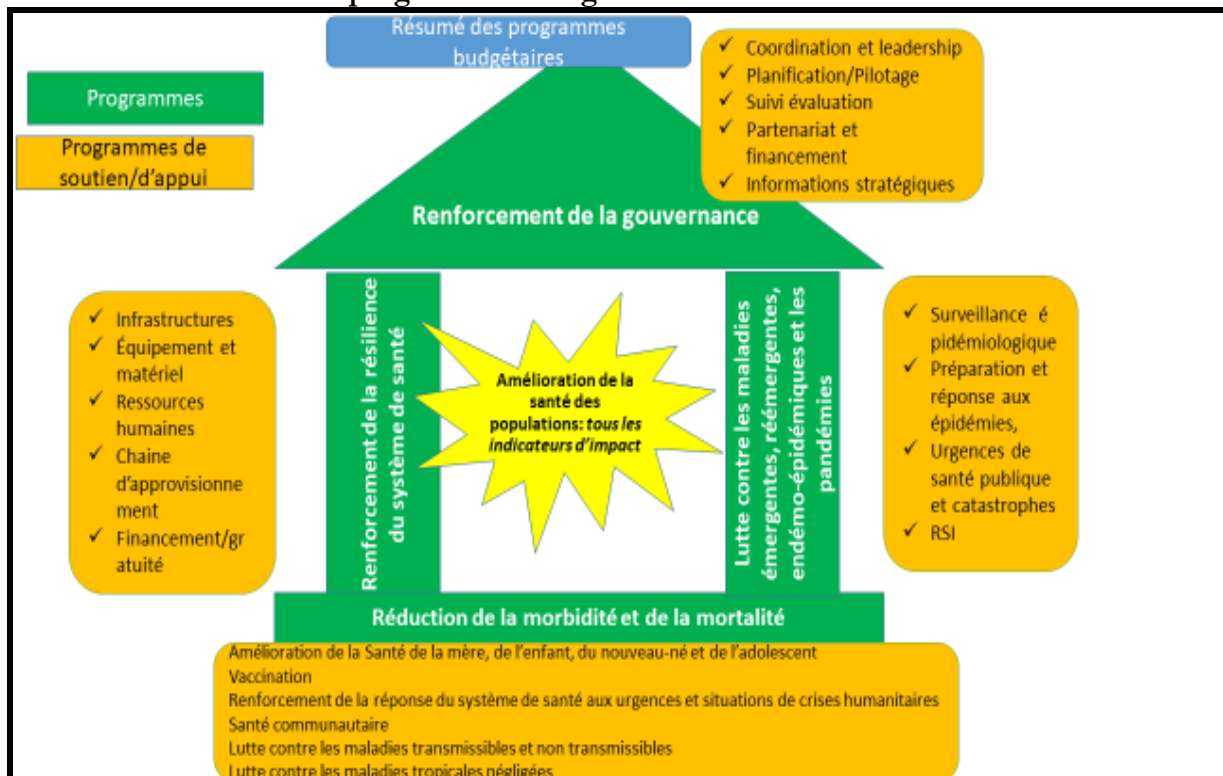 Résumé des programmes
budgétaires
Programmes
Programmes de
soutien/d'appui
✓ Coordination et leadership
✓ Planification/Pilotage
✓ Suivi évaluation
✓ Partenariat et
financement
✓ Informations stratégiques
Renforcement de la gouvernance
✓ Infrastructures
✓ Équipement et
matériel
✓ Ressources
humaines
✓ Chaine
d'approvisionne
ment
✓ Financement/gr
atuité
Renforcement de la résilience
du système de santé
Amélioration de la
santé des
populations: tous les
indicateurs d'impact
Lutte contre les maladies
émergentes, réémergentes,
endémo-épidémiques et les
pandémies
✓ Surveillance é
pidémiologique
✓ Préparation et
réponse aux
épidémies,
✓ Urgences de
santé publique
et catastrophes
✓ RSI
Réduction de la morbidité et de la mortalité
Amélioration de la Santé de la mère, de l'enfant, du nouveau-né et de l'adolescent
Vaccination
Renforcement de la réponse du système de santé aux urgences et situations de crises humanitaires
Santé communautaire
Lutte contre les maladies transmissibles et non transmissibles
Lutte contre les maladies tropicales négligées